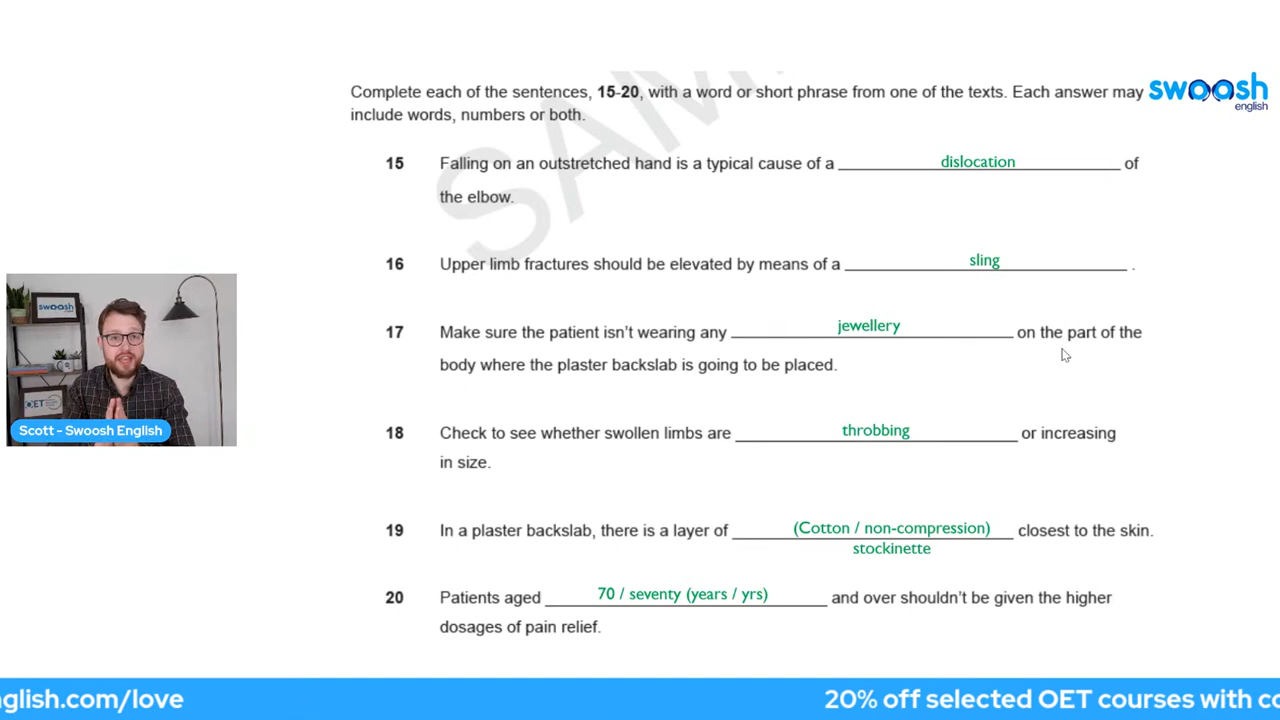 Complete each of the sentences, 15-20, with a word or short phrase from one of the texts. Each answer may
include words, numbers or both.
swoosh
english
SAM
15 Falling on an outstretched hand is a typical cause of a dislocation of
the elbow.
16 Upper limb fractures should be elevated by means of a sling .
17 Make sure the patient isn't wearing any jewellery on the part of the
body where the plaster backslab is going to be placed.
18 Check to see whether swollen limbs are throbbing or increasing
in size.
19 In a plaster backslab, there is a layer of (Cotton / non-compression) closest to the skin.
stockinette
20 Patients aged 70 / seventy (years / yrs) and over shouldn't be given the higher
dosages of pain relief.
swoosh
OET
Scott - Swoosh English
nglish.com/love
20% off selected OET courses with co